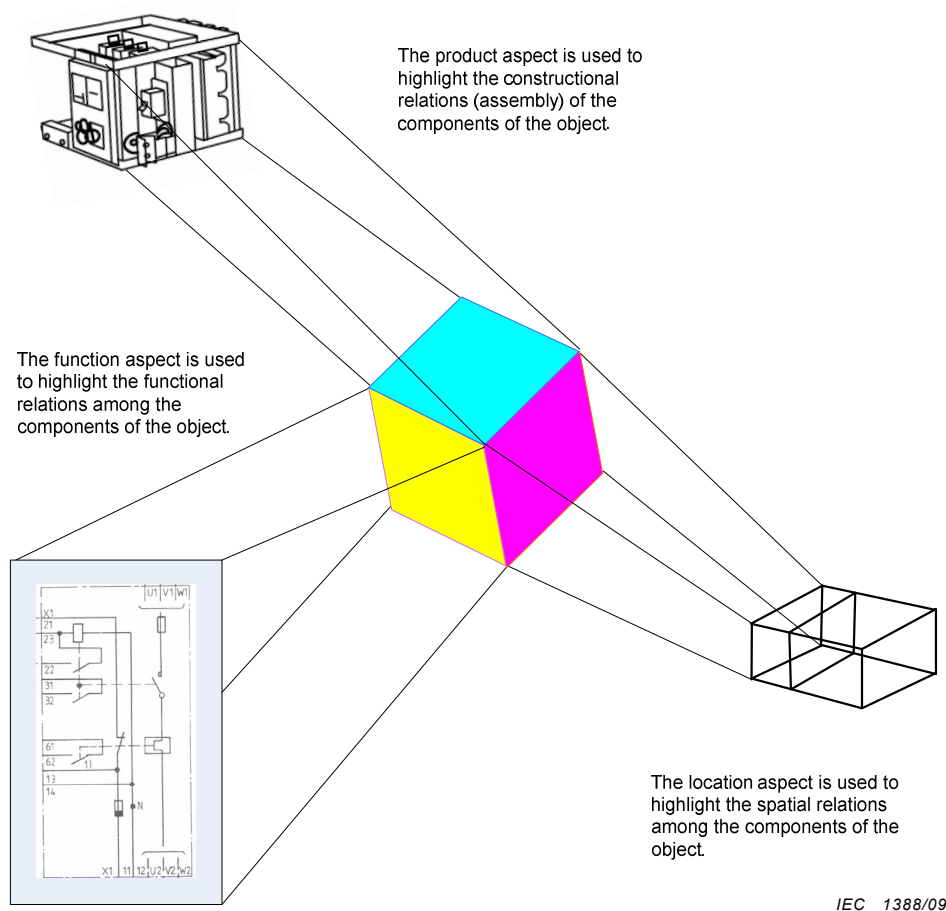 The product aspect is used to
highlight the constructional
relations (assembly) of the
components of the object.
The function aspect is used
to highlight the functional
relations among the
components of the object.
U1 V1 W1
X1
21
23
22
31
32
61
62
1)
13
14
N
X1 11 12 U2 V2 W2
The location aspect is used to
highlight the spatial relations
among the components of the
object.
IEC 1388/09